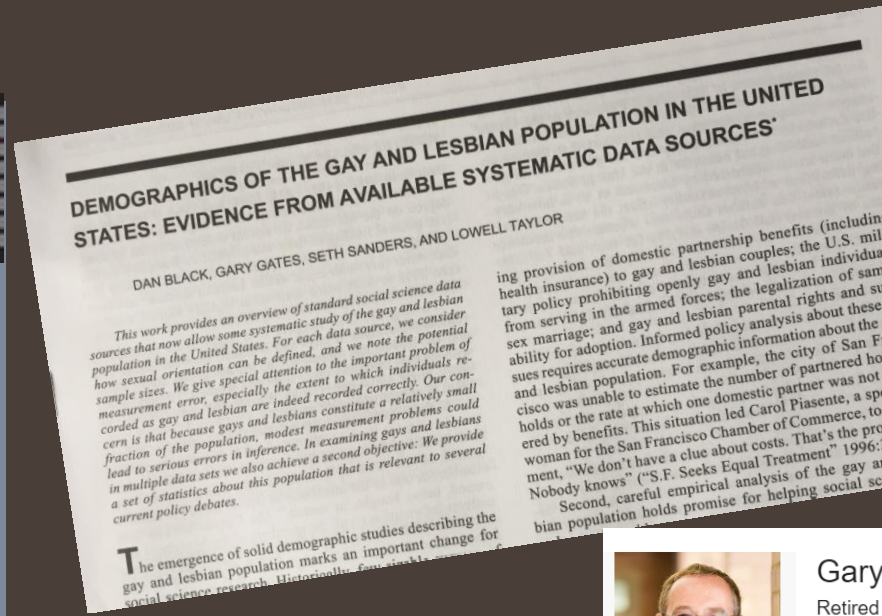 DEMOGRAPHICS OF THE GAY AND LESBIAN POPULATION IN THE UNITED
STATES: EVIDENCE FROM AVAILABLE SYSTEMATIC DATA SOURCES*
DAN BLACK, GARY GATES, SETH SANDERS, AND LOWELL TAYLOR
This work provides an overview of standard social science data
sources that now allow some systematic study of the gay and lesbian
population in the United States. For each data source, we consider
how sexual orientation can be defined, and we note the potential
sample sizes. We give special attention to the important problem of
measurement error, especially the extent to which individuals re-
corded as gay and lesbian are indeed recorded correctly. Our con-
cern is that because gays and lesbians constitute a relatively small
fraction of the population, modest measurement problems could
lead to serious errors in inference. In examining gays and lesbians
in multiple data sets we also achieve a second objective: We provide
a set of statistics about this population that is relevant to several
current policy debates.
The emergence of solid demographic studies describing the
gay and lesbian population marks an important change for
social science research. Historically, few
ing provision of domestic partnership benefits (includin
health insurance) to gay and lesbian couples; the U.S. mil
tary policy prohibiting openly gay and lesbian individua
from serving in the armed forces; the legalization of sam
sex marriage; and gay and lesbian parental rights and su
ability for adoption. Informed policy analysis about these
sues requires accurate demographic information about the
and lesbian population. For example, the city of San F
cisco was unable to estimate the number of partnered ho
holds or the rate at which one domestic partner was not
ered by benefits. This situation led Carol Piasente, a spo
woman for the San Francisco Chamber of Commerce, to
ment, “We don’t have a clue about costs. That’s the pro
Nobody knows” (“S.F. Seeks Equal Treatment” 1996:
Second, careful empirical analysis of the gay a
bian population holds promise for helping social sc
Gary
Retired